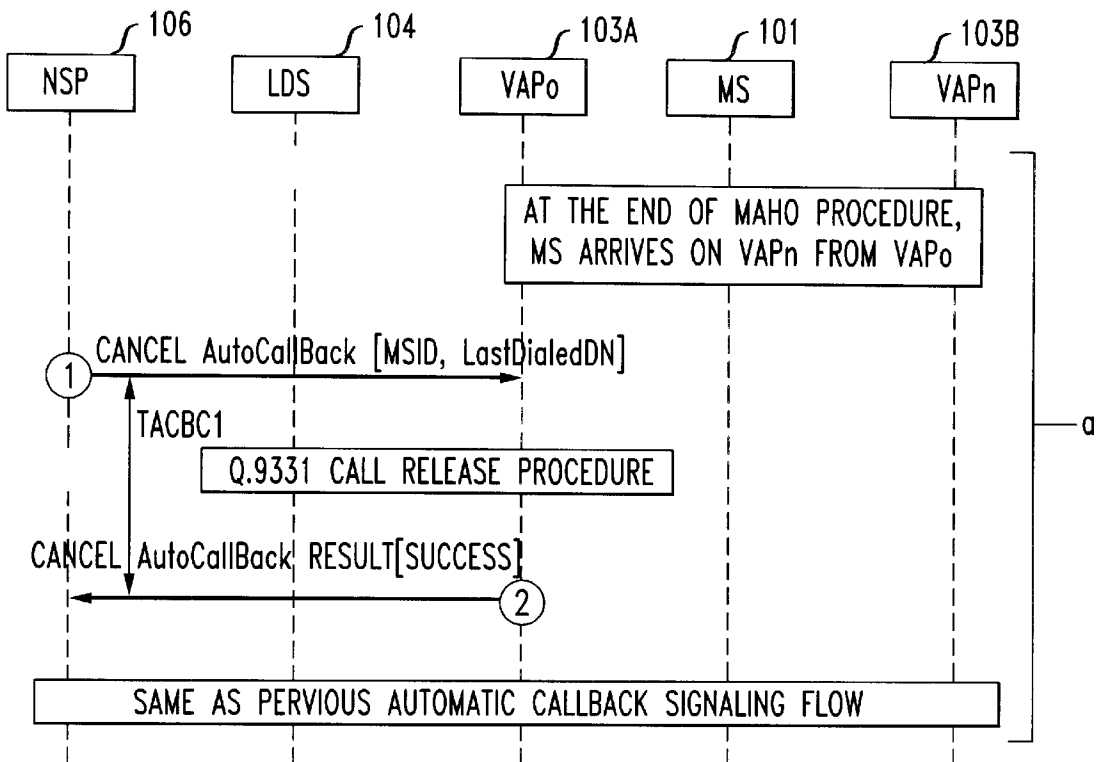 106
104
103A
101
103B
NSP
LDS
VAPo
MS
VAPn
AT THE END OF MAHO PROCEDURE,
MS ARRIVES ON VAPn FROM VAPo
CANCEL AutoCallBack [MSID, LastDialedDN]
1
TACBC1
a
Q.9331 CALL RELEASE PROCEDURE
CANCEL AutoCallBack RESULT[SUCCESS]
2
SAME AS PERVIOUS AUTOMATIC CALLBACK SIGNALING FLOW